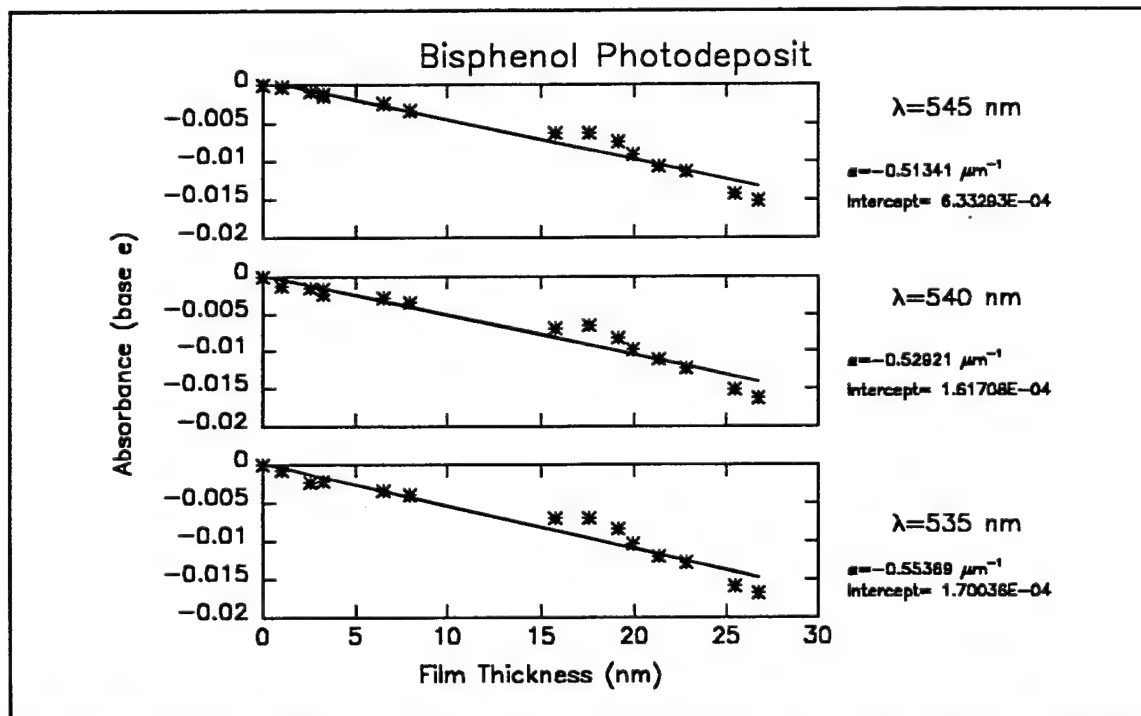 Bisphenol Photodeposit
Absorbance (base e)
0
−0.005
−0.01
−0.015
−0.02
λ=545 nm
α=−0.51341 μm⁻¹
Intercept= 6.33293E−04
0
−0.005
−0.01
−0.015
−0.02
λ=540 nm
α=−0.52921 μm⁻¹
Intercept= 1.61708E−04
0
−0.005
−0.01
−0.015
−0.02
λ=535 nm
α=−0.55369 μm⁻¹
Intercept= 1.70036E−04
0 5 10 15 20 25 30
Film Thickness (nm)